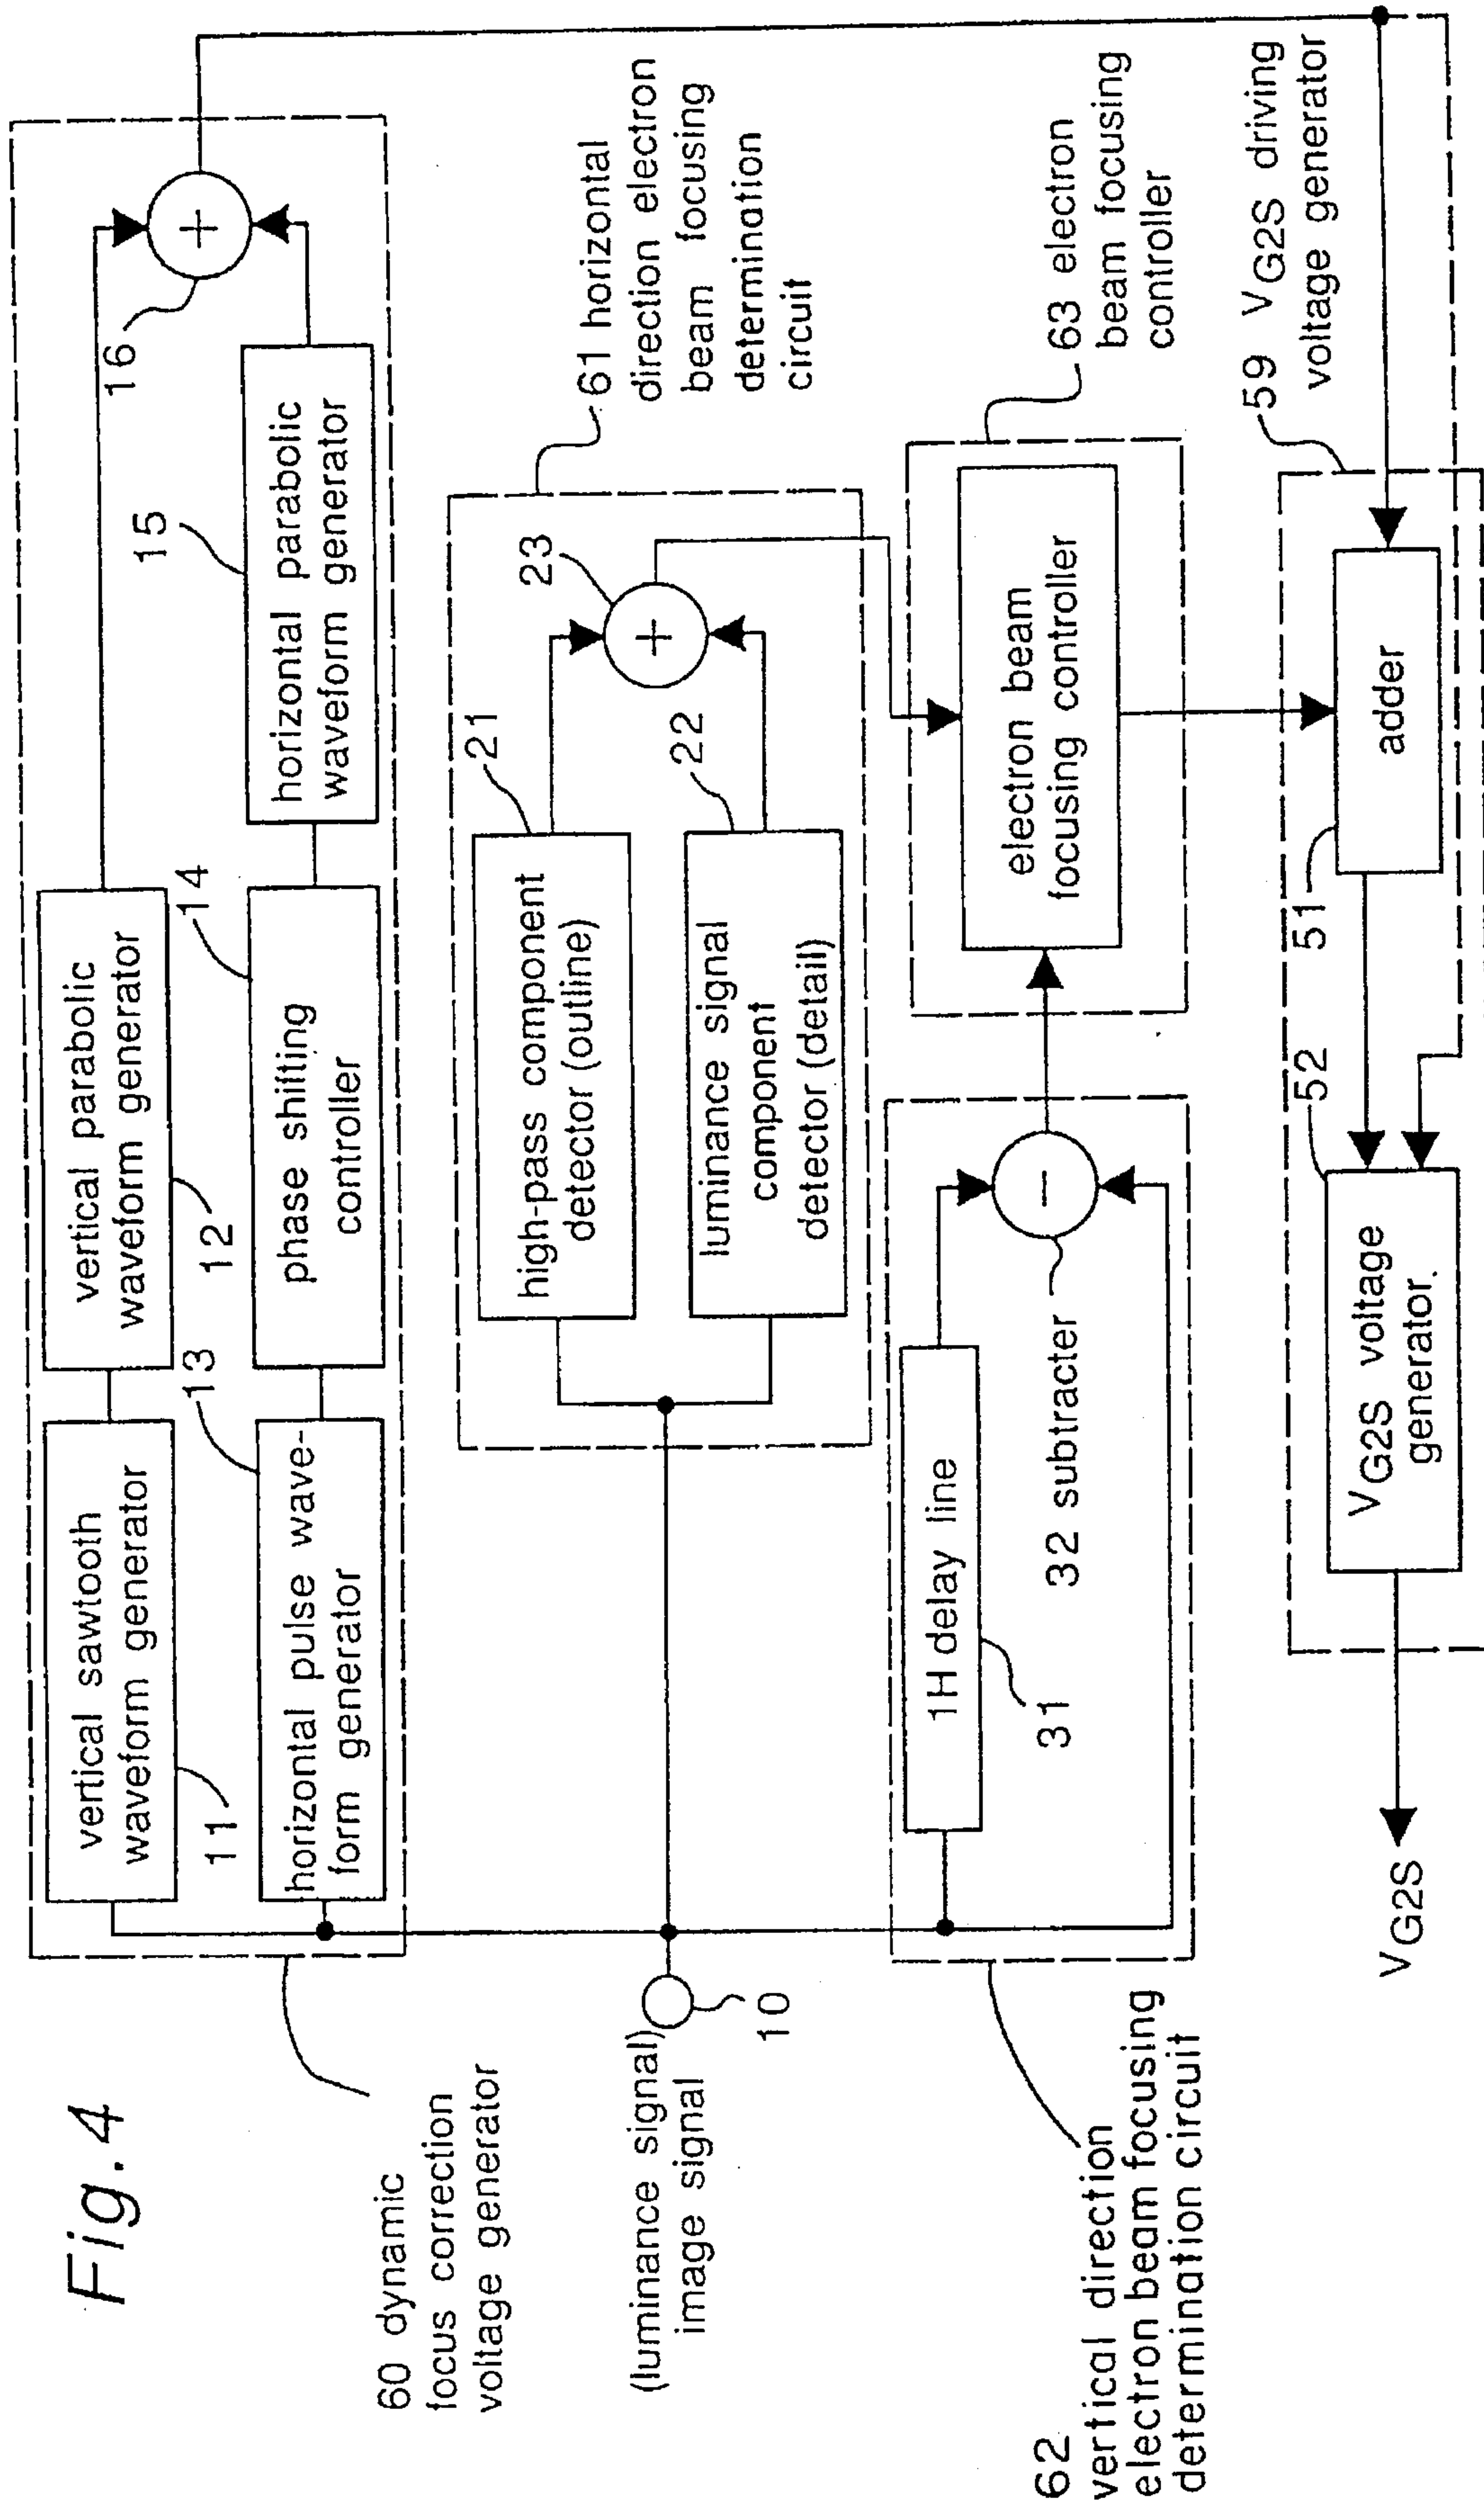 Fig. 4
60 dynamic
focus correction
voltage generator
vertical sawtooth
waveform generator
11
vertical parabolic
waveform generator
12
horizontal pulse wave-
form generator
13
phase shifting
controller
14
horizontal parabolic
waveform generator
15
+
16
(luminance signal)
image signal
10
high-pass component
detector (outline)
21
luminance signal
component
detector (detail)
22
+
23
61 horizontal
direction electron
beam focusing
determination
circuit
62
vertical direction
electron beam focusing
determination circuit
1H delay line
31
−
32 subtracter
electron beam
focusing controller
63 electron
beam focusing
controller
VG2S
VG2S voltage
generator.
52
adder
51
59 VG2S driving
voltage generator